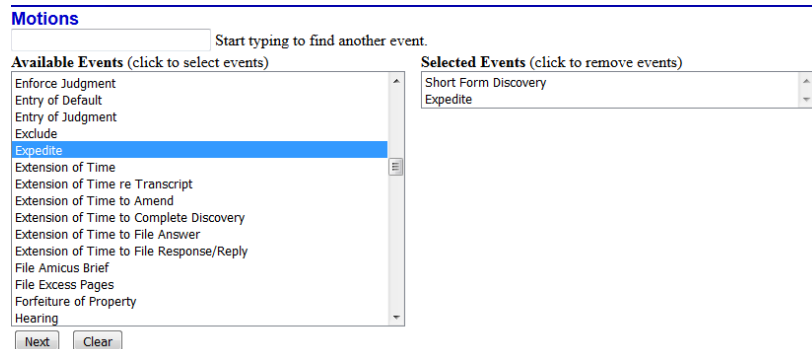 Motions
Start typing to find another event.
Available Events (click to select events)
Enforce Judgment
Entry of Default
Entry of Judgment
Exclude
Expedite
Extension of Time
Extension of Time re Transcript
Extension of Time to Amend
Extension of Time to Complete Discovery
Extension of Time to File Answer
Extension of Time to File Response/Reply
File Amicus Brief
File Excess Pages
Forfeiture of Property
Hearing
Selected Events (click to remove events)
Short Form Discovery
Expedite
Next Clear